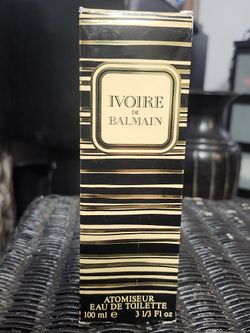 IVOIRE
DE
BALMAIN
ATOMISEUR
EAU DE TOILETTE
100 ml ℮ 3 1/3 Fl oz